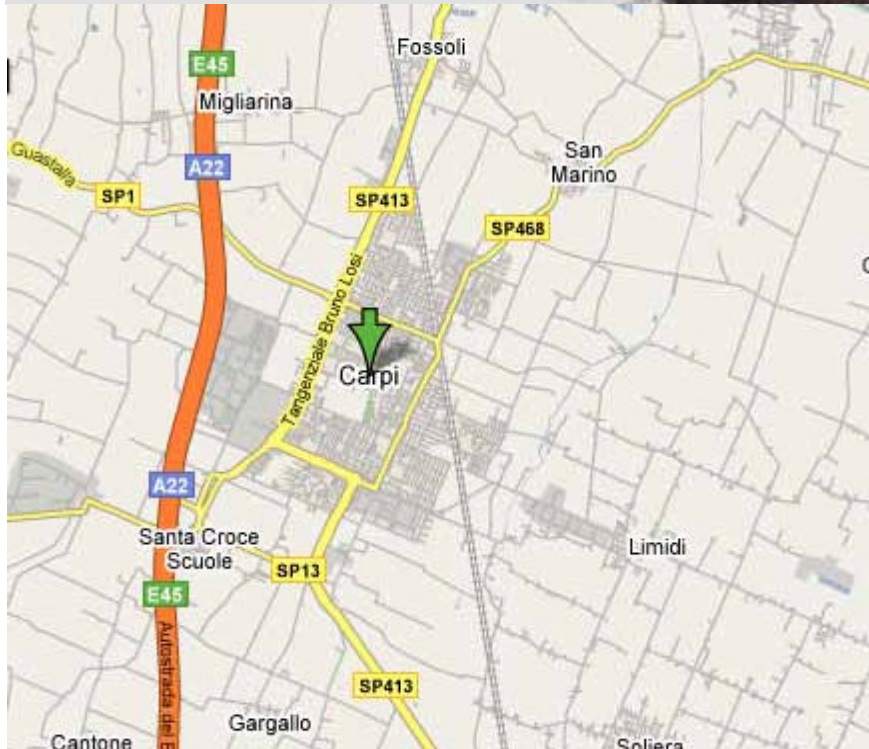 Fossoli
E45
Migliarina
Guastalla
A22
San
Marino
SP1
SP413
SP468
Tangenziale Bruno Losi
Carpi
A22
Santa Croce
Scuole
Limidi
SP13
E45
Autostrada del B
SP413
Gargallo
Cantone
Soliera